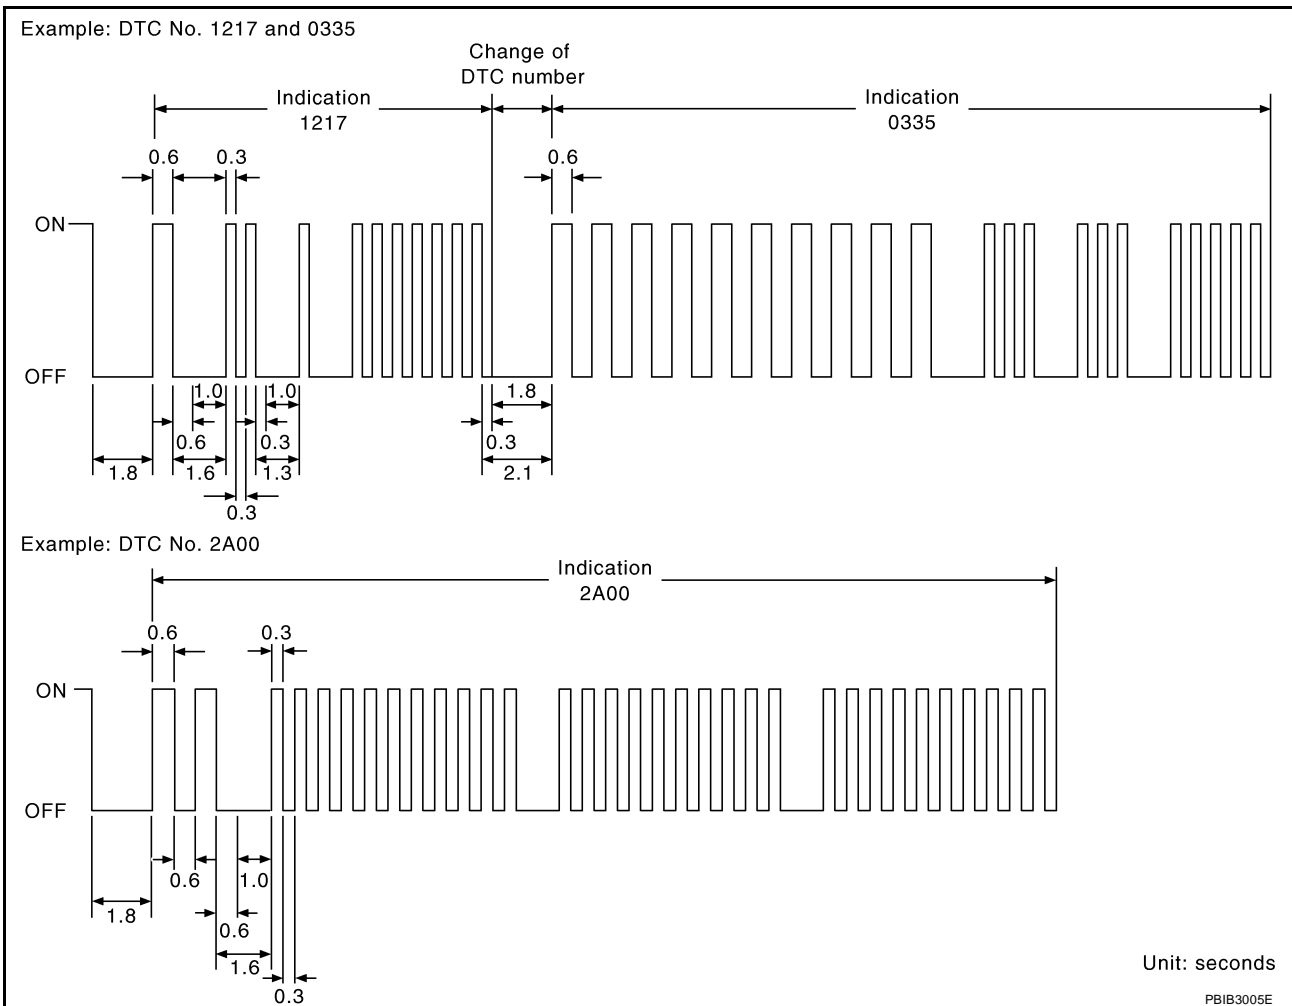 Example: DTC No. 1217 and 0335
Change of
DTC number
Indication
1217
Indication
0335
0.6
0.3
0.6
ON
OFF
1.0
1.0
1.8
0.6
0.3
0.3
1.8
1.6
1.3
2.1
0.3
Example: DTC No. 2A00
Indication
2A00
0.6
0.3
ON
OFF
0.6
1.0
1.8
0.6
1.6
0.3
Unit: seconds
PBIB3005E